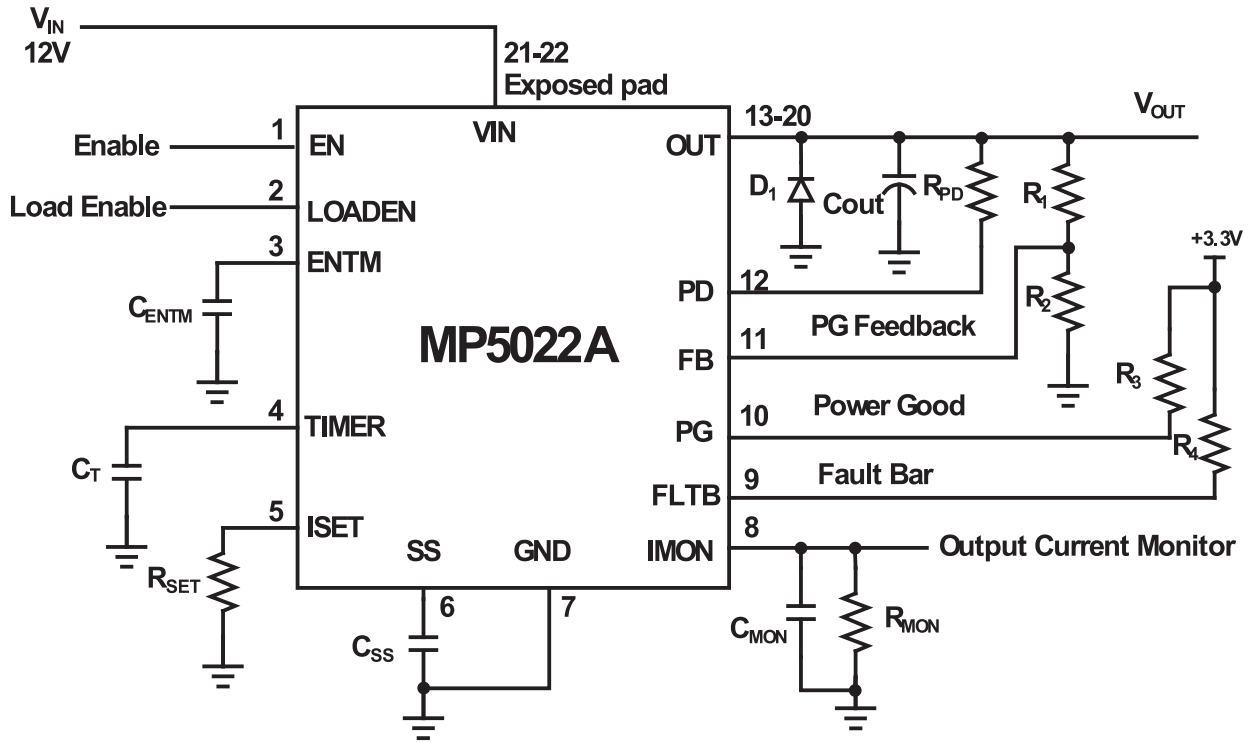 VIN
12V
21-22
Exposed pad
VIN
13-20
OUT
VOUT
1
Enable
EN
2
Load Enable
LOADEN
3
ENTM
CENTM
D1
Cout
RPD
R1
+3.3V
12
PD
R2
PG Feedback
11
FB
MP5022A
R3
4
TIMER
CT
Power Good
10
PG
R4
Fault Bar
9
FLTB
5
ISET
RSET
SS
GND
8
IMON
Output Current Monitor
6
7
CSS
CMON
RMON